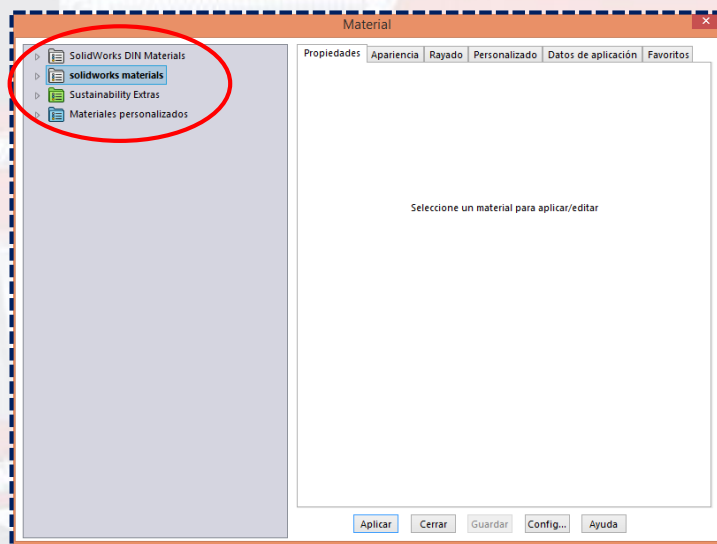 Material
SolidWorks DIN Materials
solidworks materials
Sustainability Extras
Materiales personalizados
Propiedades Apariencia Rayado Personalizado Datos de aplicación Favoritos
Seleccione un material para aplicar/editar
Aplicar Cerrar Guardar Config... Ayuda